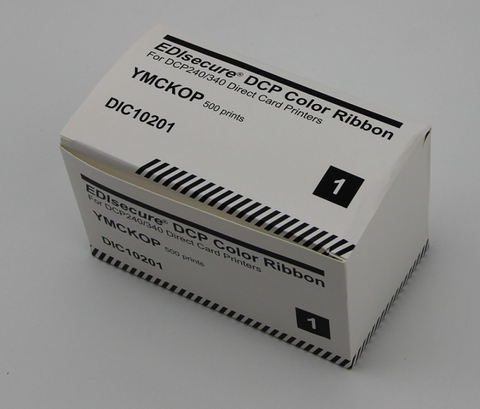 EDIsecure® DCP Color Ribbon
For DCP240/340 Direct Card Printers
YMCKOP 500 prints
DIC10201
1
EDIsecure® DCP Color Ribbon
For DCP240/340 Direct Card Printers
YMCKOP 500 prints
DIC10201
1